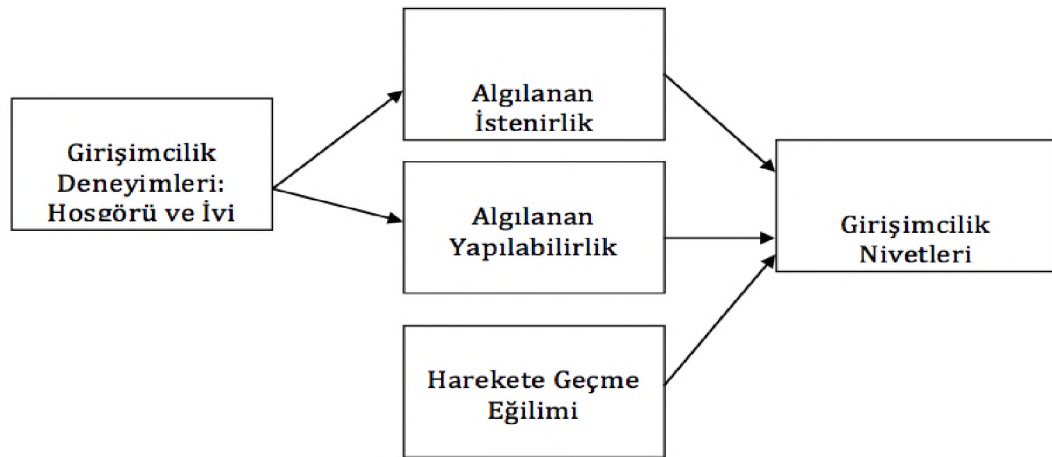 Girişimcilik
Deneyimleri:
Hoşgörü ve İyi
Algılanan
İstenirlik
Algılanan
Yapılabilirlik
Harekete Geçme
Eğilimi
Girişimcilik
Niyetleri